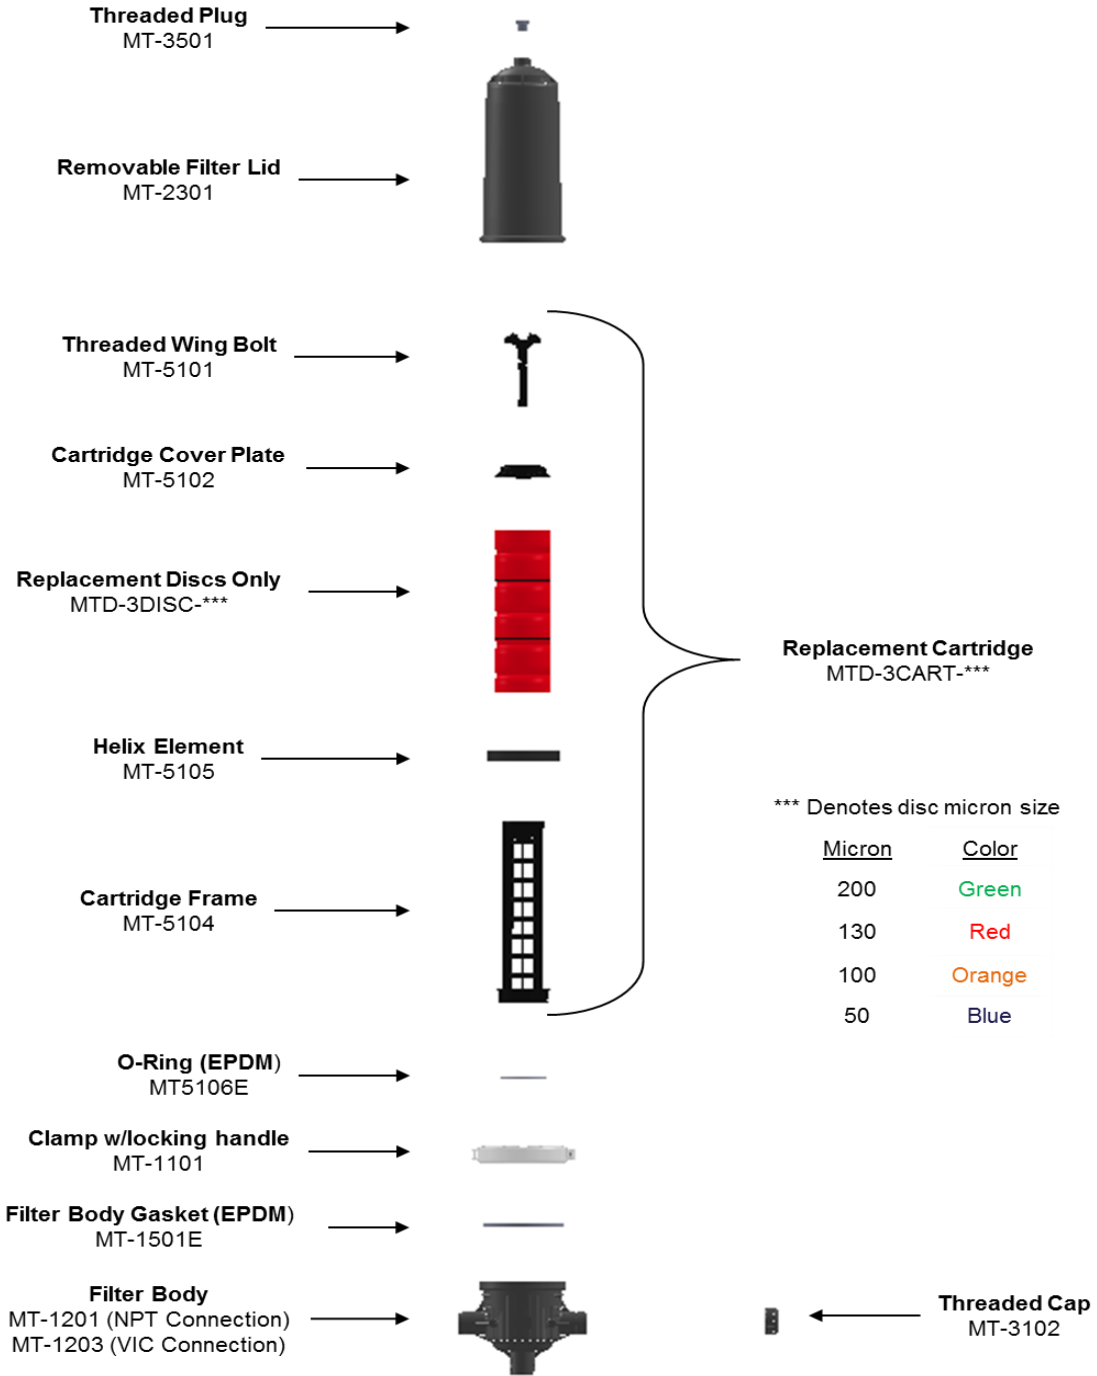 Threaded Plug
MT-3501
Removable Filter Lid
MT-2301
Threaded Wing Bolt
MT-5101
Cartridge Cover Plate
MT-5102
Replacement Discs Only
MTD-3DISC-***
Replacement Cartridge
MTD-3CART-***
Helix Element
MT-5105
*** Denotes disc micron size
Micron Color
200 Green
130 Red
100 Orange
50 Blue
Cartridge Frame
MT-5104
O-Ring (EPDM)
MT5106E
Clamp w/locking handle
MT-1101
Filter Body Gasket (EPDM)
MT-1501E
Filter Body
MT-1201 (NPT Connection)
MT-1203 (VIC Connection)
Threaded Cap
MT-3102